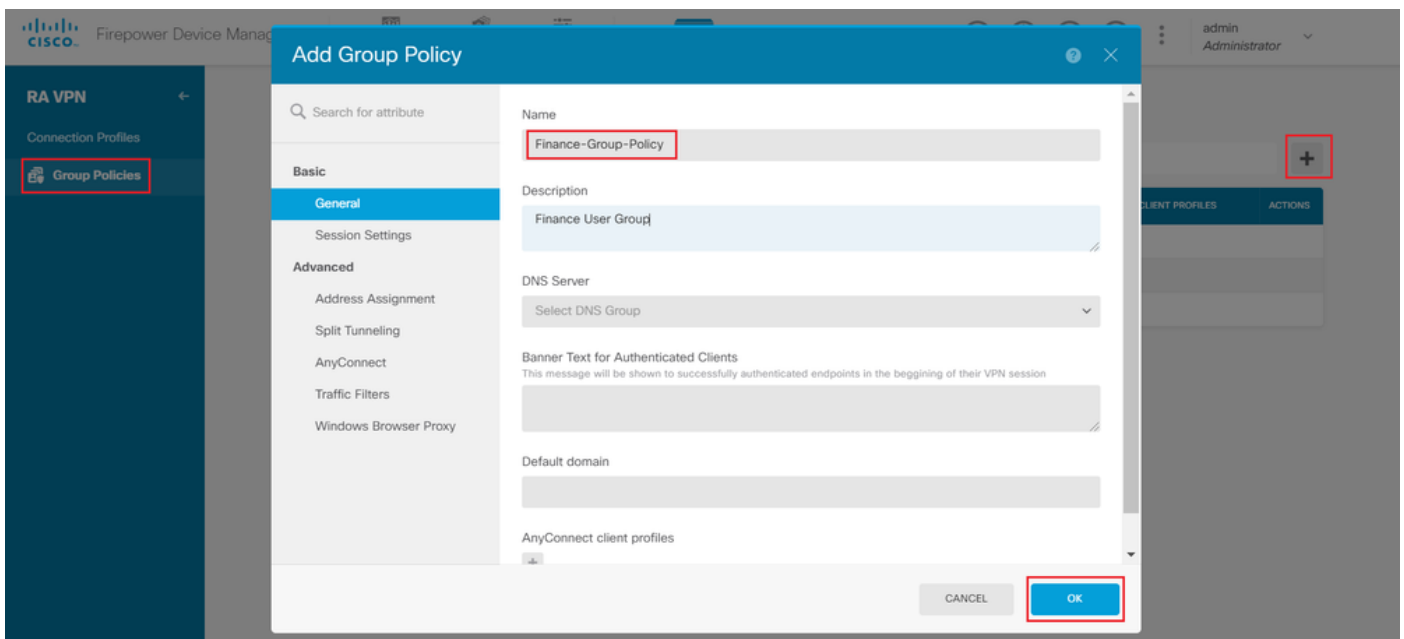 CISCO
Firepower Device Manag
admin
Administrator
RA VPN
Connection Profiles
Group Policies
Add Group Policy
Search for attribute
Basic
General
Session Settings
Advanced
Address Assignment
Split Tunneling
AnyConnect
Traffic Filters
Windows Browser Proxy
Name
Finance-Group-Policy
Description
Finance User Group
DNS Server
Select DNS Group
Banner Text for Authenticated Clients
This message will be shown to successfully authenticated endpoints in the beggining of their VPN session
Default domain
AnyConnect client profiles
CANCEL
OK
CLIENT PROFILES
ACTIONS